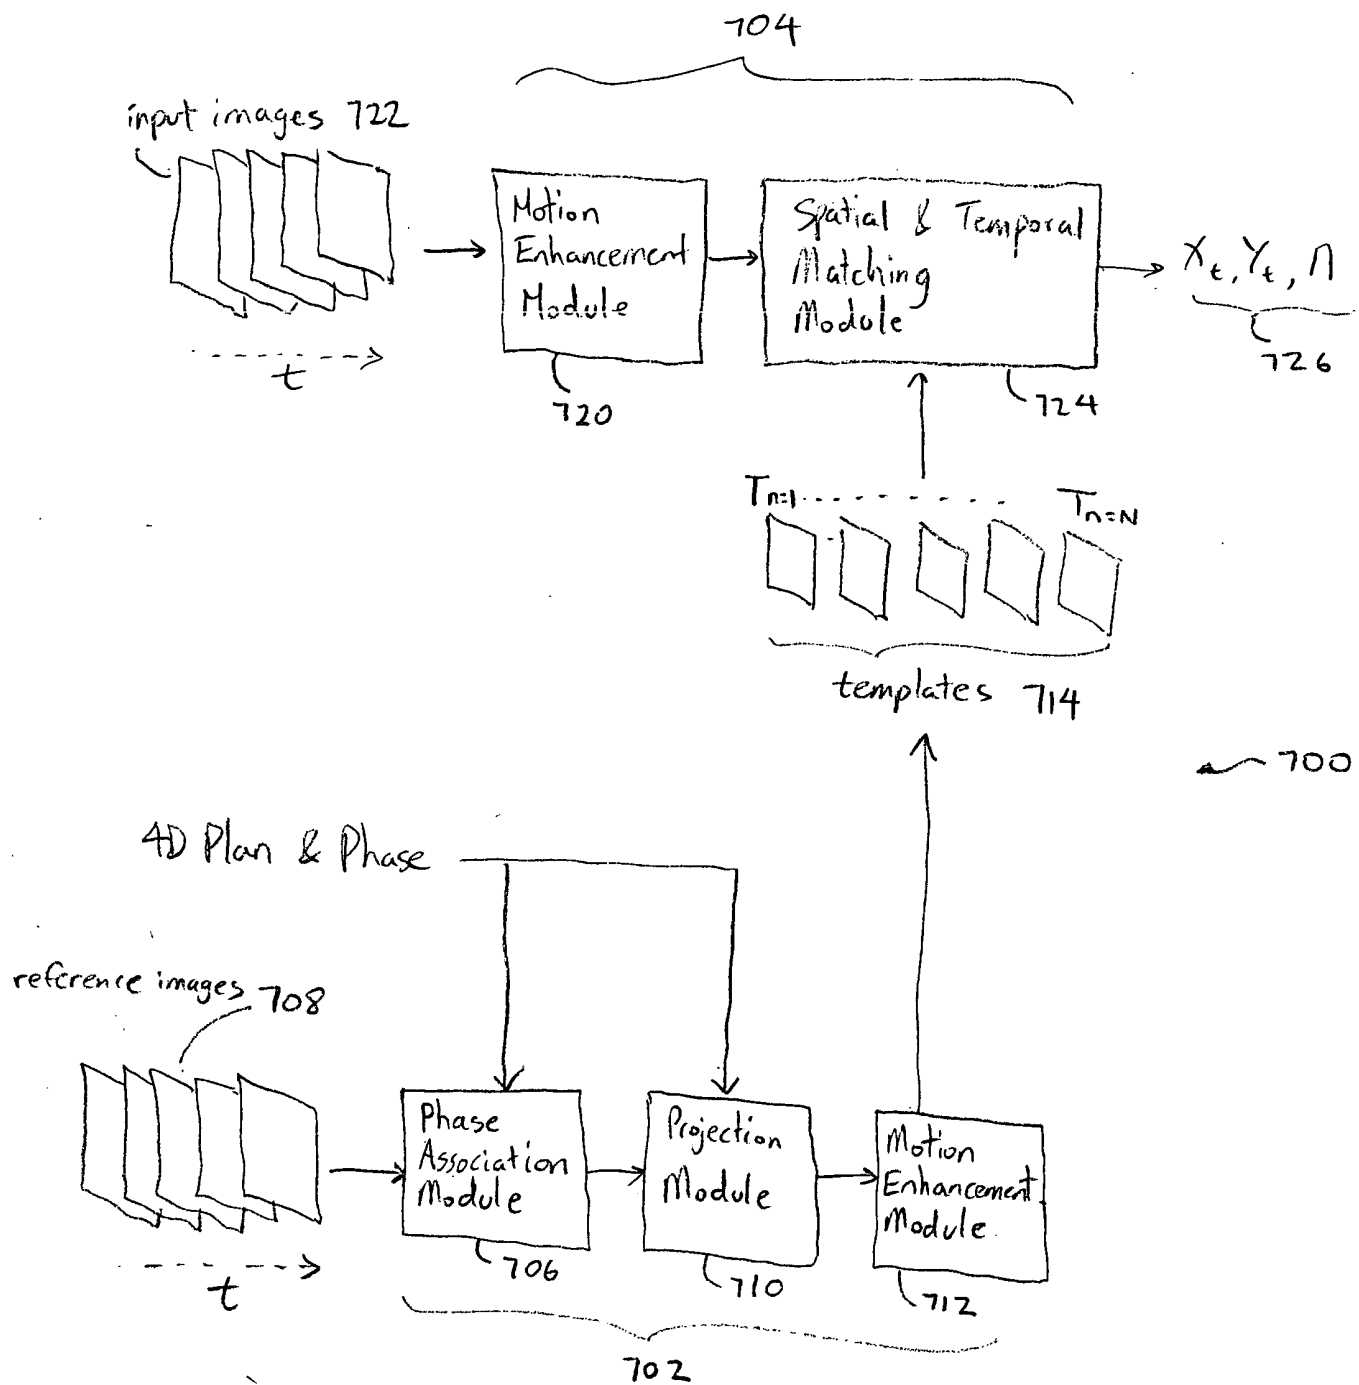 704
input images 722
Motion
Enhancement
Module
Spatial & Temporal
Matching
Module
Xt, Yt, n
726
t
720
724
Tn=1 . . . . . . . Tn=N
templates 714
700
4D Plan & Phase
reference images 708
Phase
Association
Module
Projection
Module
Motion
Enhancement
Module
t
706
710
712
702